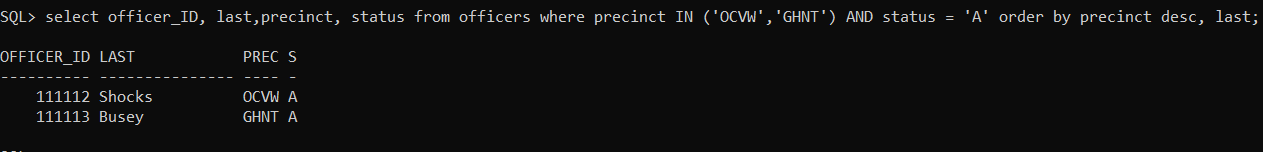 SQL> select officer_ID, last,precinct, status from officers where precinct IN ('OCVW','GHNT') AND status = 'A' order by precinct desc, last;
OFFICER_ID LAST            PREC S
---------- --------------- ---- -
    111112 Shocks          OCVW A
    111113 Busey           GHNT A